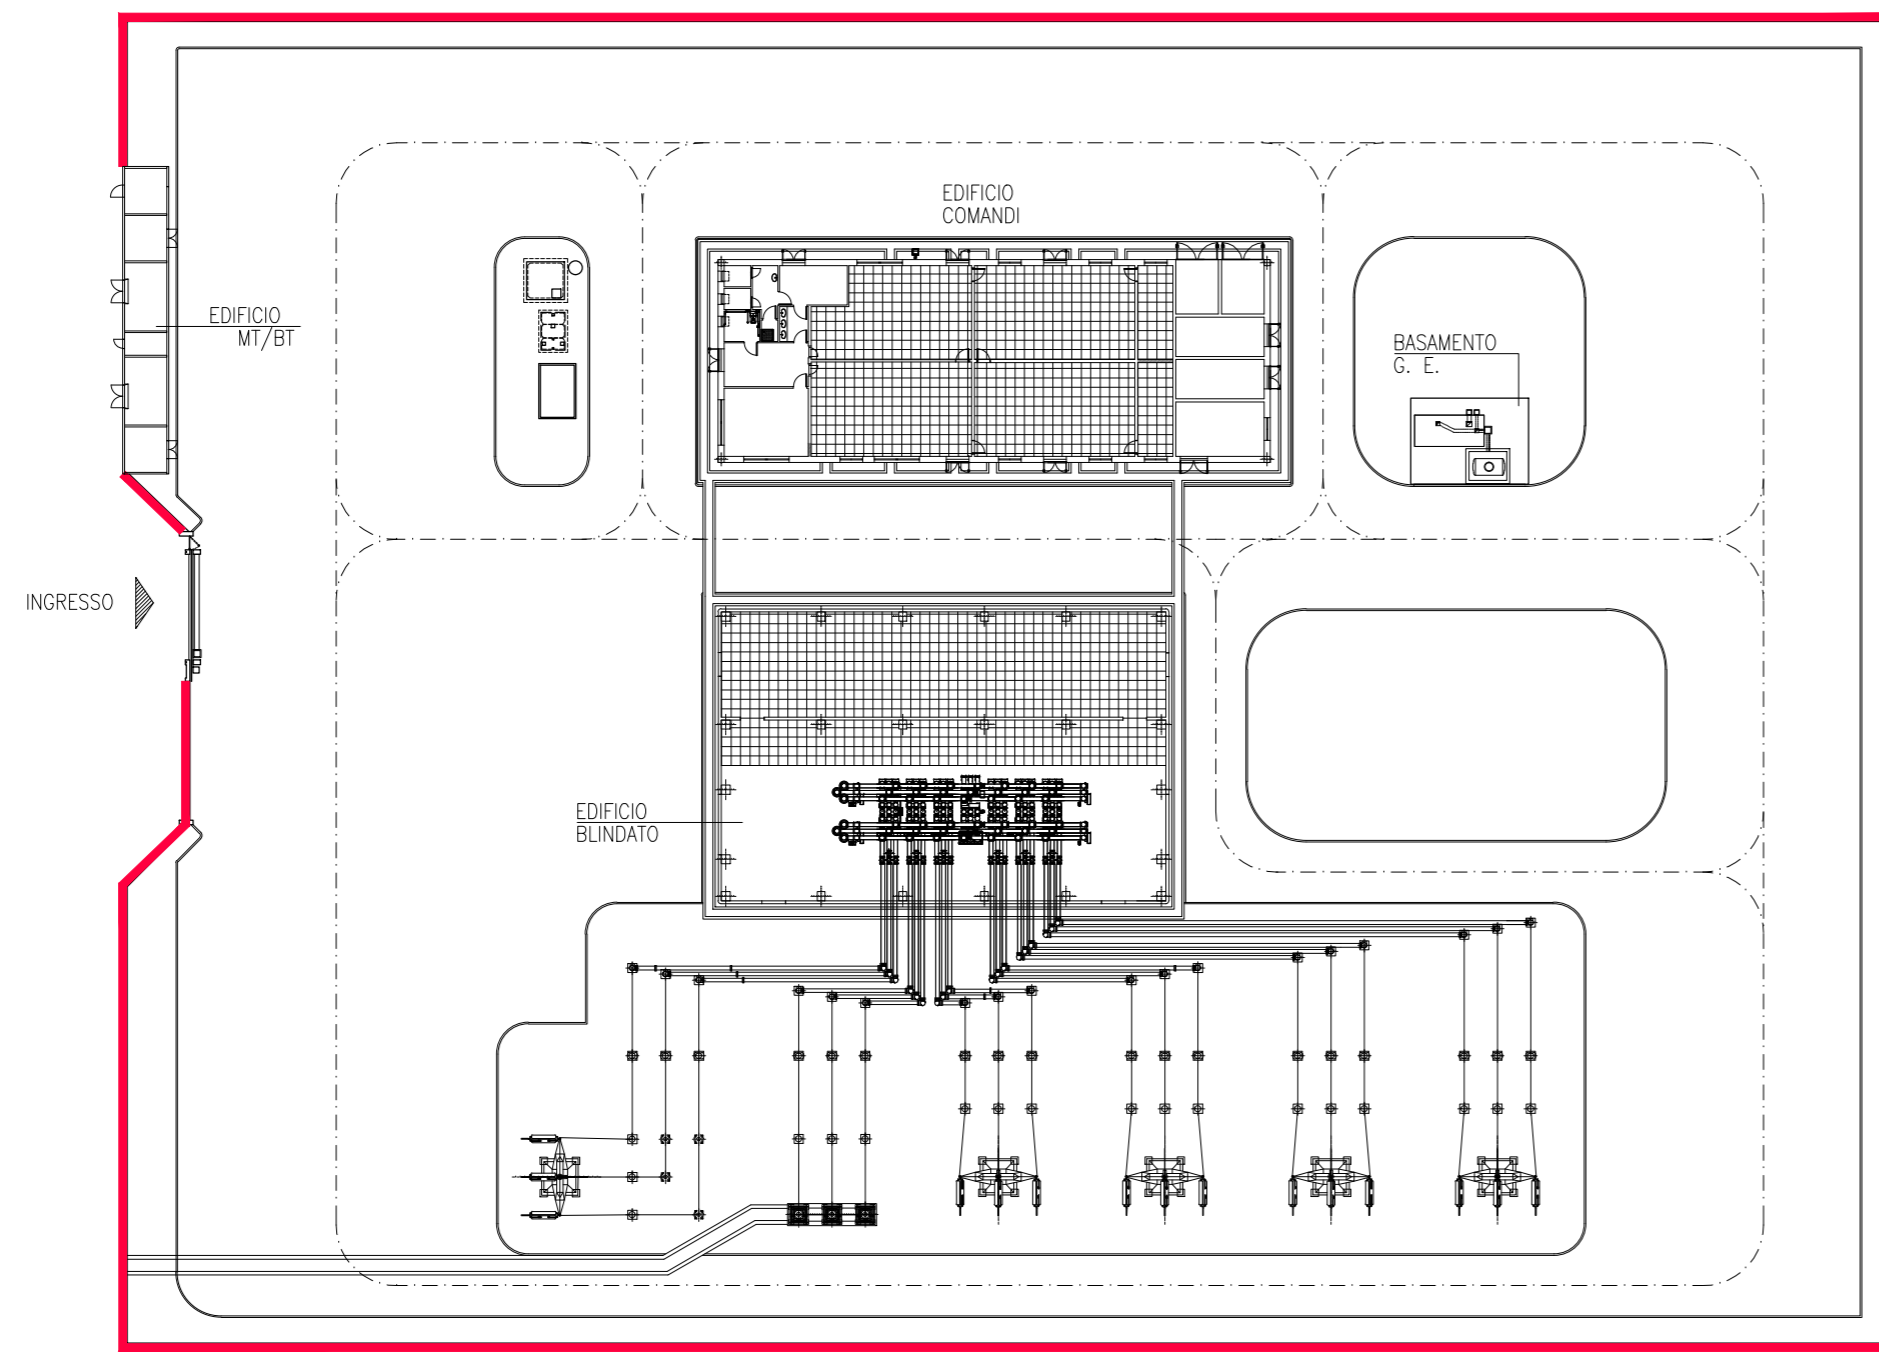 EDIFICIO
COMANDI
EDIFICIO
MT/BT
BASAMENTO
G. E.
INGRESSO
EDIFICIO
BLINDATO